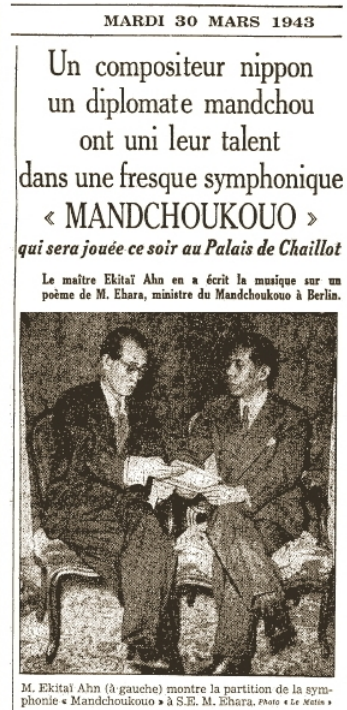 MARDI 30 MARS 1943
Un compositeur nippon
un diplomate mandchou
ont uni leur talent
dans une fresque symphonique
« MANDCHOUKOUO »
qui sera jouée ce soir au Palais de Chaillot
Le maître Ekitaï Ahn en a écrit la musique sur un
poème de M. Ehara, ministre du Mandchoukouo à Berlin.
M. Ekitaï Ahn (à gauche) montre la partition de la sym-
phonie « Mandchoukouo » à S.E. M. Ehara. Photo « Le Matin »